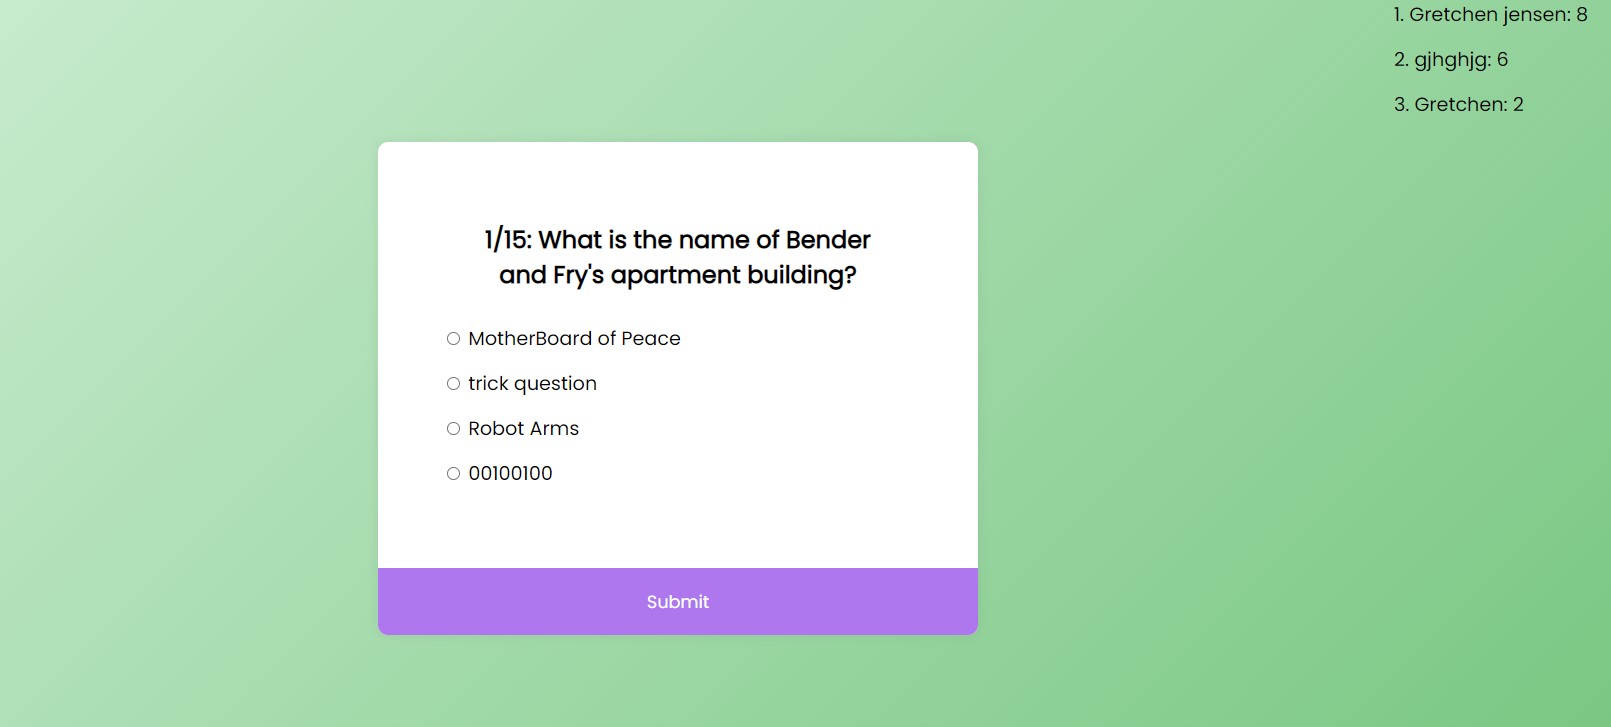 1. Gretchen jensen: 8
2. gjhghjg: 6
3. Gretchen: 2
1/15: What is the name of Bender
and Fry's apartment building?
MotherBoard of Peace
trick question
Robot Arms
00100100
Submit